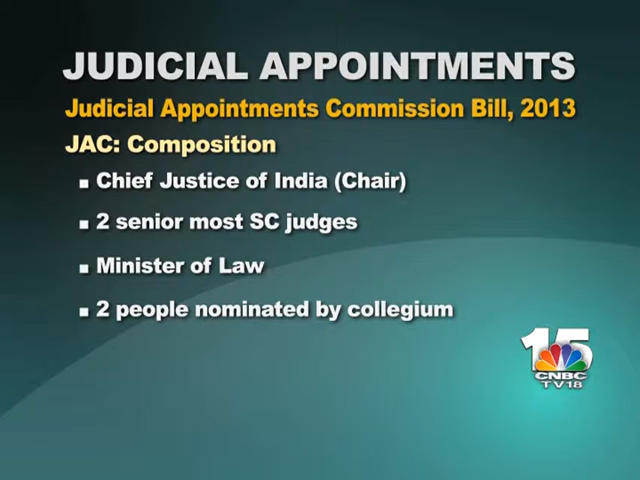 JUDICIAL APPOINTMENTS
Judicial Appointments Commission Bill, 2013
JAC: Composition
▪ Chief Justice of India (Chair)
▪ 2 senior most SC judges
▪ Minister of Law
▪ 2 people nominated by collegium
15
CNBC
TV18